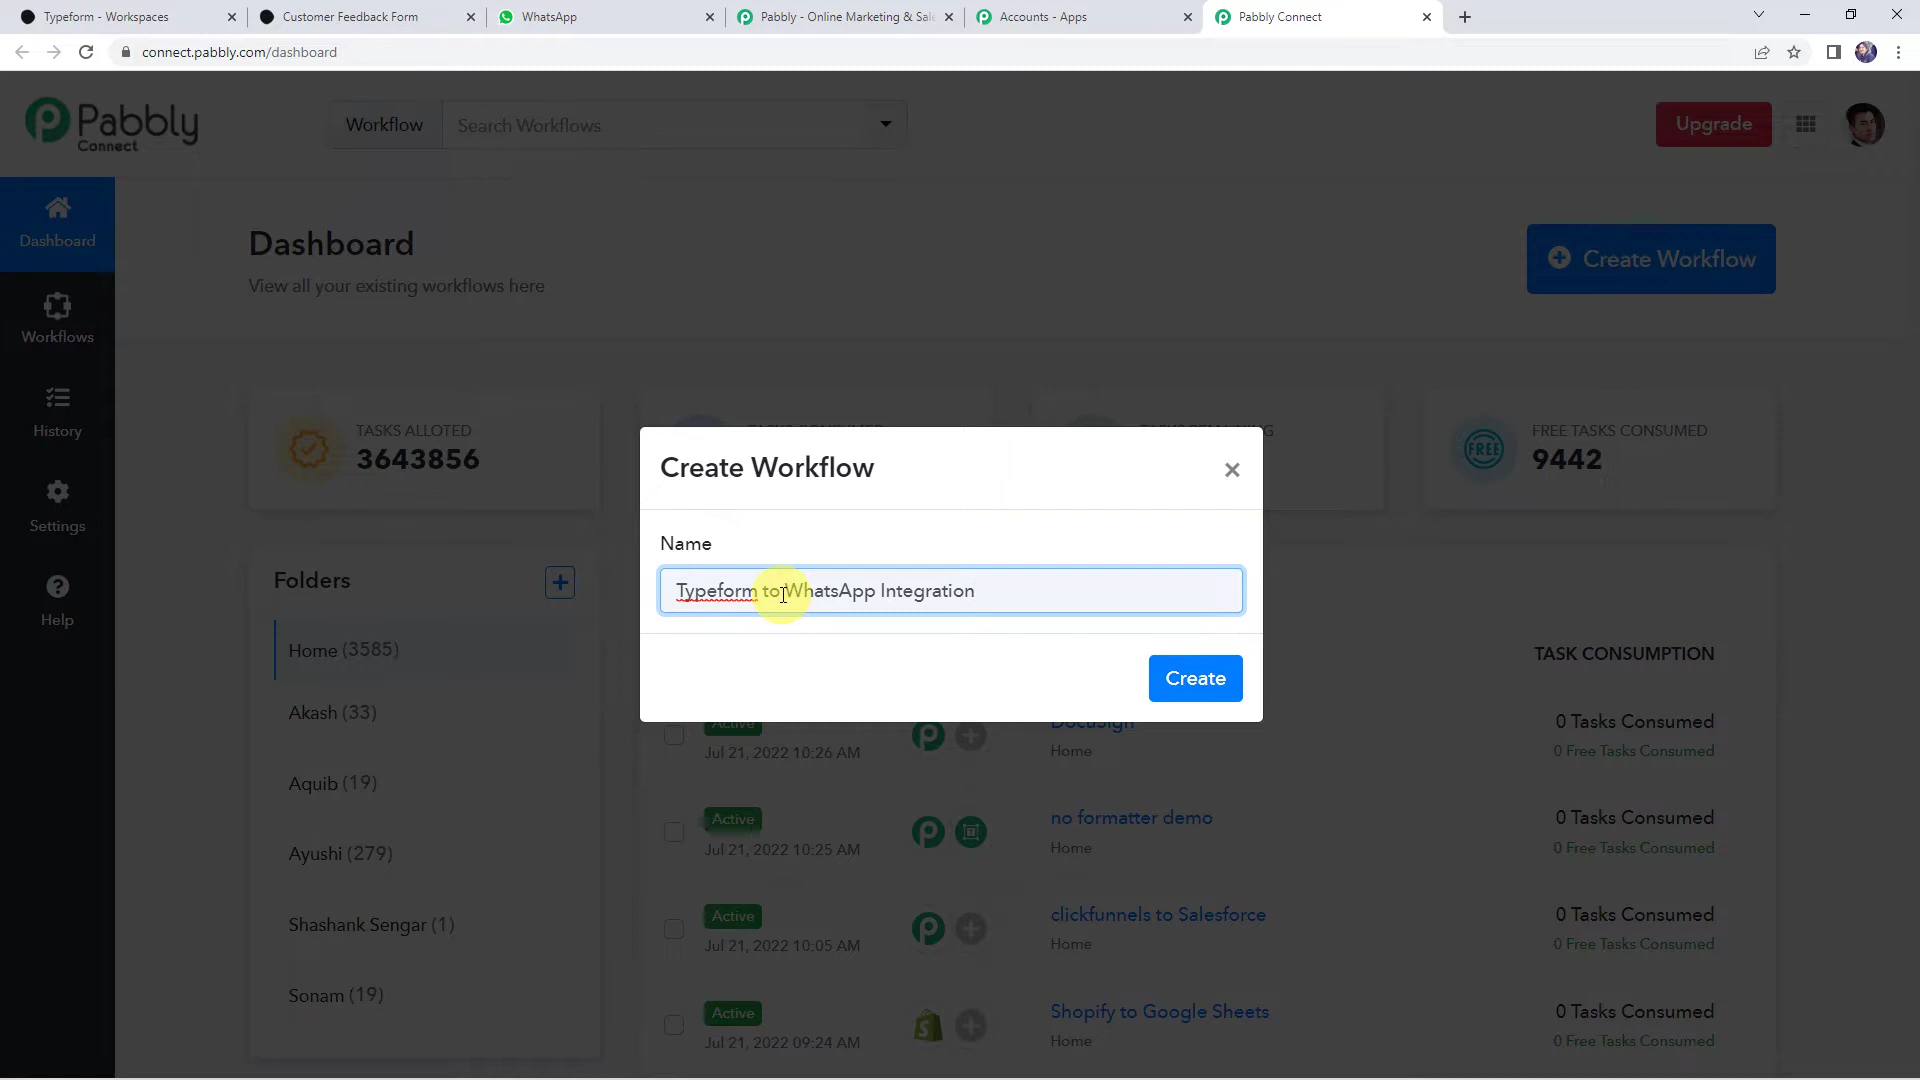 Typeform - Workspaces
Customer Feedback Form
WhatsApp
Pabbly - Online Marketing & Sale
Accounts - Apps
Pabbly Connect
connect.pabbly.com/dashboard
Pabbly
Connect
Workflow
Search Workflows
Upgrade
Dashboard
Workflows
History
Settings
Help
Dashboard
View all your existing workflows here
Create Workflow
TASKS ALLOTED
3643856
FREE TASKS CONSUMED
9442
FREE
Create Workflow
Name
Typeform to WhatsApp Integration
Create
Folders
Home (3585)
Akash (33)
Aquib (19)
Ayushi (279)
Shashank Sengar (1)
Sonam (19)
TASK CONSUMPTION
Active
DocuSign
0 Tasks Consumed
Jul 21, 2022 10:26 AM
Home
0 Free Tasks Consumed
Active
no formatter demo
0 Tasks Consumed
Jul 21, 2022 10:25 AM
Home
0 Free Tasks Consumed
Active
clickfunnels to Salesforce
0 Tasks Consumed
Jul 21, 2022 10:05 AM
Home
0 Free Tasks Consumed
Active
Shopify to Google Sheets
0 Tasks Consumed
Jul 21, 2022 09:24 AM
Home
0 Free Tasks Consumed